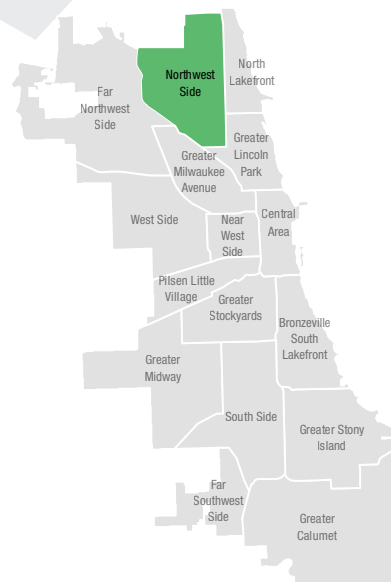 Northwest
Side
North
Lakefront
Far
Northwest
Side
Greater
Lincoln
Park
Greater
Milwaukee
Avenue
West Side
Near
West
Side
Central
Area
Pilsen Little
Village
Greater
Stockyards
Bronzeville
South
Lakefront
Greater
Midway
South Side
Greater Stony
Island
Far
Southwest
Side
Greater
Calumet